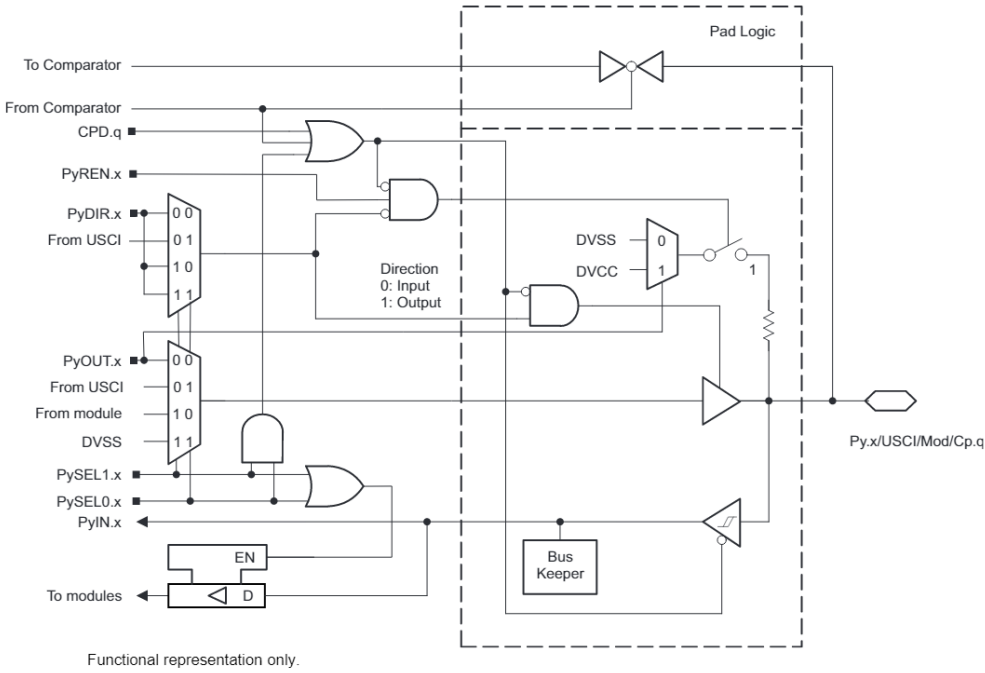 Pad Logic
To Comparator
From Comparator
CPD.q
PyREN.x
PyDIR.x
0 0
From USCI
0 1
1 0
1 1
Direction
0: Input
1: Output
DVSS
0
DVCC
1
1
PyOUT.x
0 0
From USCI
0 1
From module
1 0
DVSS
1 1
Py.x/USCI/Mod/Cp.q
PySEL1.x
PySEL0.x
PyIN.x
Bus
Keeper
EN
To modules
D
Functional representation only.